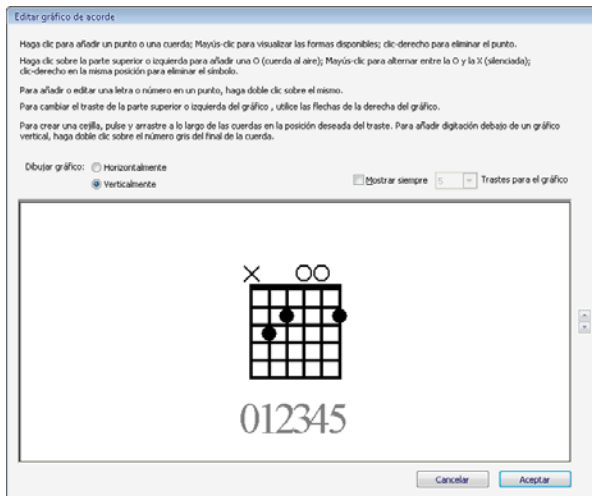 Editar gráfico de acorde
Haga clic para añadir un punto o una cuerda; Mayús-clic para visualizar las formas disponibles; clic-derecho para eliminar el punto.
Haga clic sobre la parte superior o izquierda para añadir una O (cuerda al aire); Mayús-clic para alternar entre la O y la X (silenciada);
clic-derecho en la misma posición para eliminar el símbolo.
Para añadir o editar una letra o número en un punto, haga doble clic sobre el mismo.
Para cambiar el traste de la parte superior o izquierda del gráfico , utilice las flechas de la derecha del gráfico.
Para crear una cejilla, pulse y arrastre a lo largo de las cuerdas en la posición deseada del traste. Para añadir digitación debajo de un gráfico
vertical, haga doble clic sobre el número gris del final de la cuerda.
Dibujar gráfico: Horizontalmente
Verticalmente
Mostrar siempre 5 Trastes para el gráfico
X OO
012345
Cancelar Aceptar